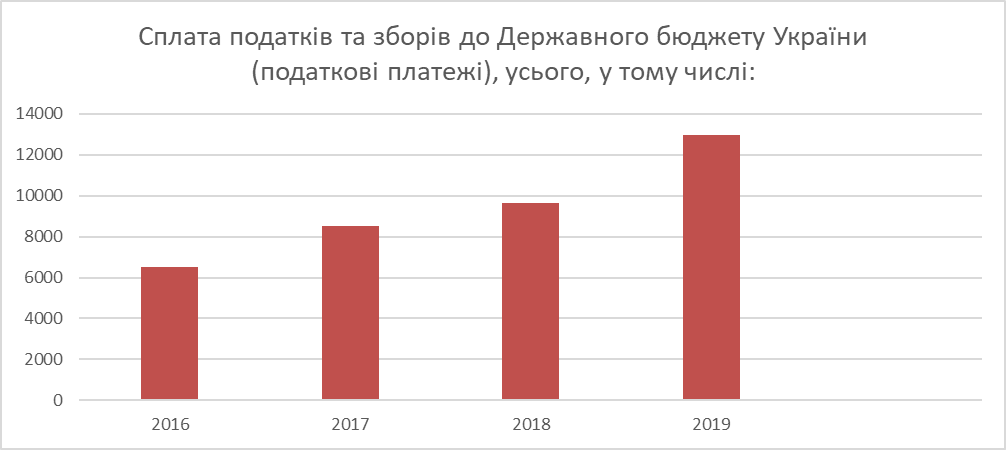 Сплата податків та зборів до Державного бюджету України
(податкові платежі), усього, у тому числі:
14000
12000
10000
8000
6000
4000
2000
0
2016 2017 2018 2019